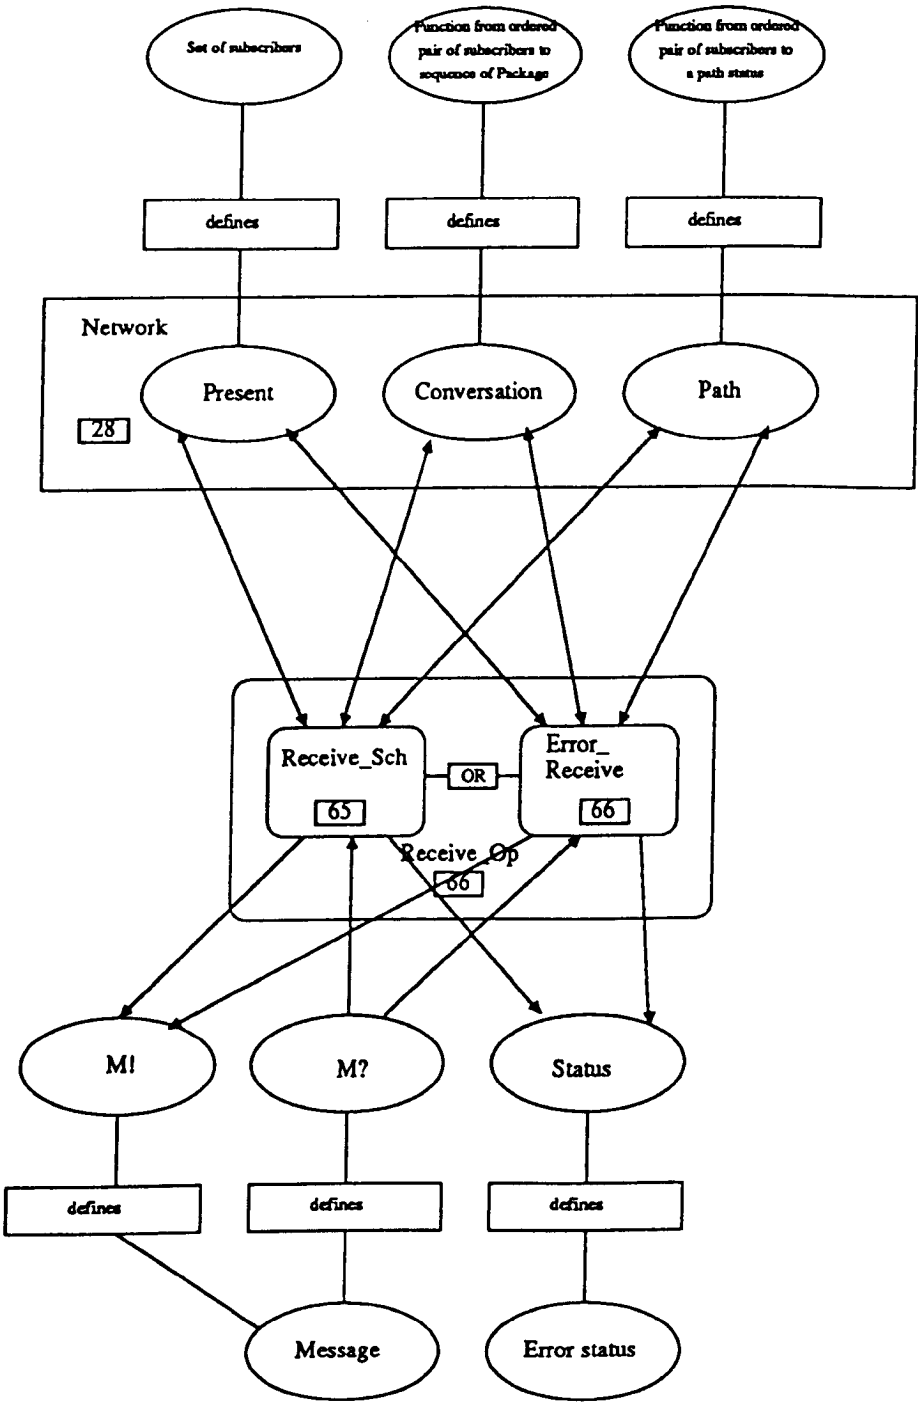 Set of subscribers
Function from ordered
pair of subscribers to
sequence of Package
Function from ordered
pair of subscribers to
a path status
defines
defines
defines
Network
Present
Conversation
Path
28
Receive_Sch
65
OR
Error_
Receive
66
Receive_Op
66
M!
M?
Status
defines
defines
defines
Message
Error status